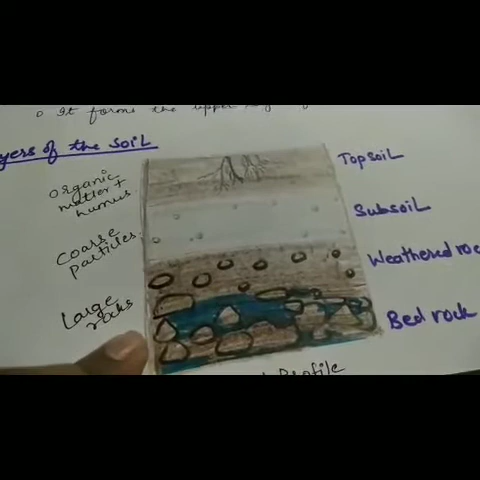 It forms the upper
yers of the soil
Organic
matter +
humus
Topsoil
Subsoil
Coarse
particles
Weathered roc
Large
rocks
Bed rock
Profile